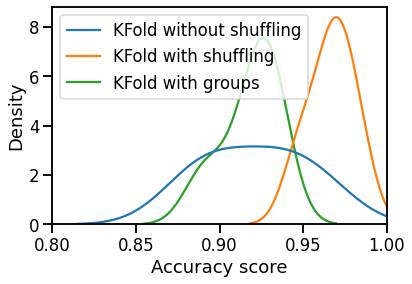 KFold without shuffling
KFold with shuffling
KFold with groups
Density
8
6
4
2
0
0.80 0.85 0.90 0.95 1.00
Accuracy score